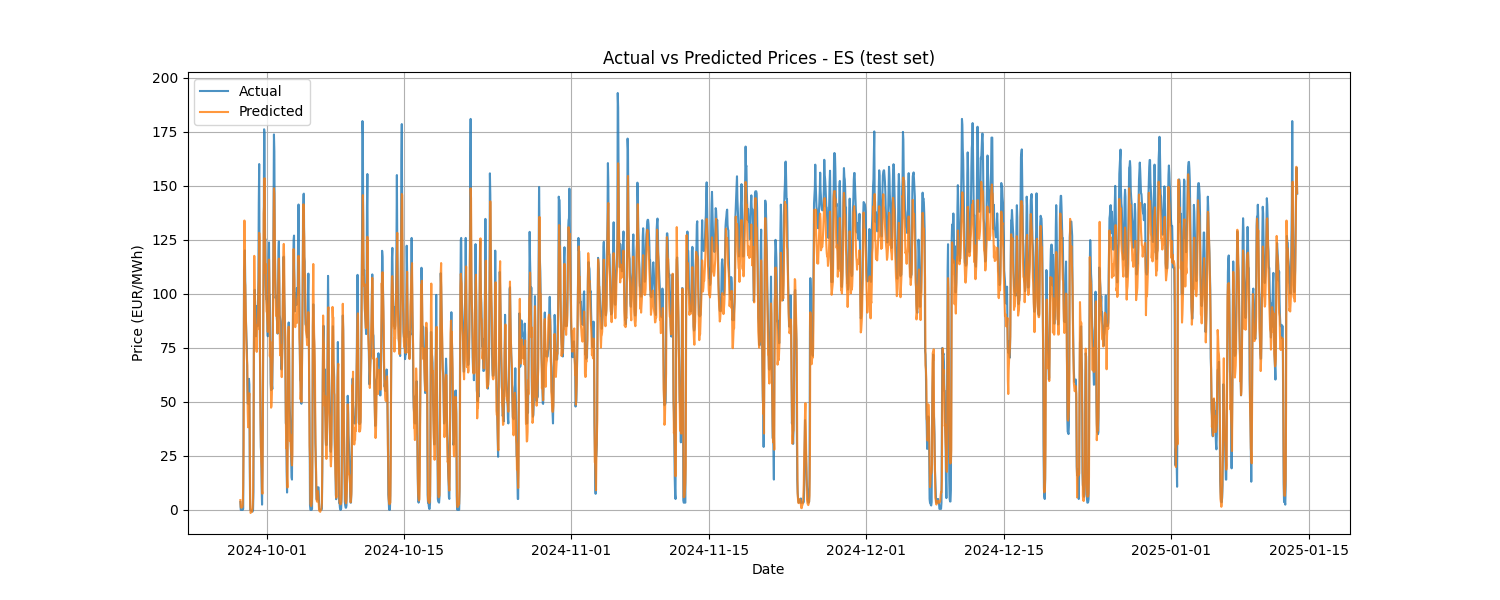 Actual vs Predicted Prices - ES (test set)
Actual
Predicted
Price (EUR/MWh)
200
175
150
125
100
75
50
25
0
2024-10-01 2024-10-15 2024-11-01 2024-11-15 2024-12-01 2024-12-15 2025-01-01 2025-01-15
Date